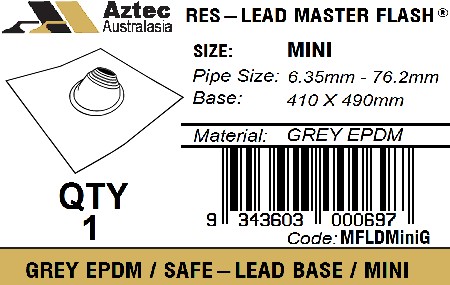 Aztec
Australasia
RES–LEAD MASTER FLASH®
SIZE: MINI
Pipe Size: 6.35mm - 76.2mm
Base: 410 X 490mm
Material: GREY EPDM
QTY
1
9 343603 000697
Code: MFLDMiniG
GREY EPDM / SAFE–LEAD BASE / MINI